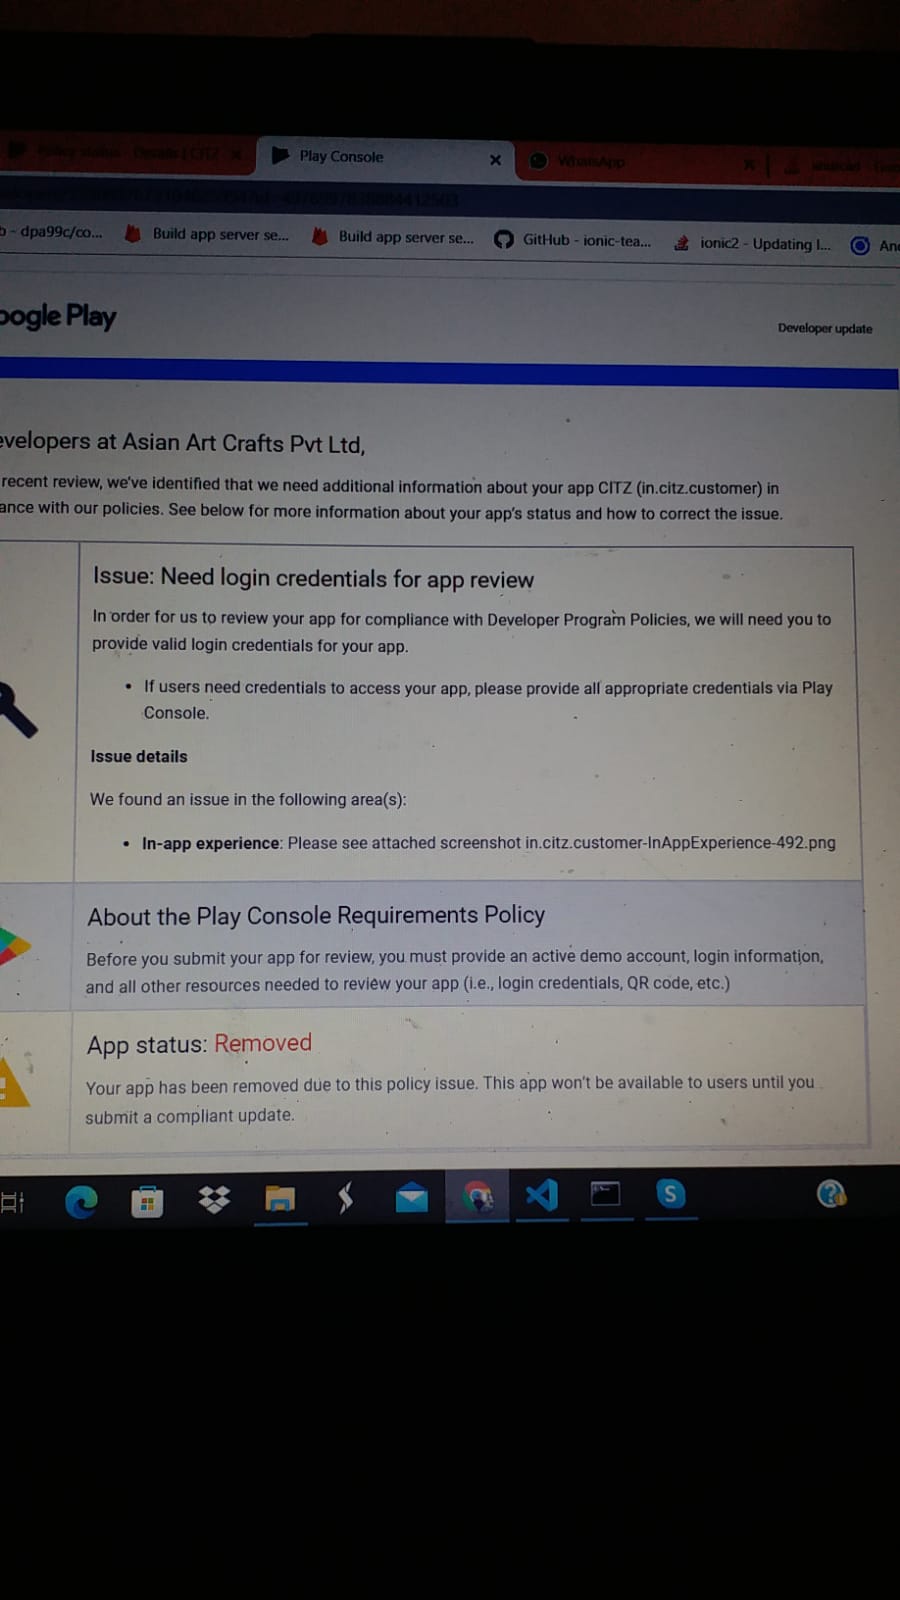 Policy status - Details | CITZ
Play Console
WhatsApp
dpa99c/co...
Build app server se...
Build app server se...
GitHub - ionic-tea...
ionic2 - Updating I...
oogle Play
Developer update
evelopers at Asian Art Crafts Pvt Ltd,
recent review, we've identified that we need additional information about your app CITZ (in.citz.customer) in
ance with our policies. See below for more information about your app's status and how to correct the issue.
Issue: Need login credentials for app review
In order for us to review your app for compliance with Developer Program Policies, we will need you to
provide valid login credentials for your app.
• If users need credentials to access your app, please provide all appropriate credentials via Play
Console.
Issue details
We found an issue in the following area(s):
• In-app experience: Please see attached screenshot in.citz.customer-InAppExperience-492.png
About the Play Console Requirements Policy
Before you submit your app for review, you must provide an active demo account, login information,
and all other resources needed to review your app (i.e., login credentials, QR code, etc.)
App status: Removed
Your app has been removed due to this policy issue. This app won't be available to users until you
submit a compliant update.